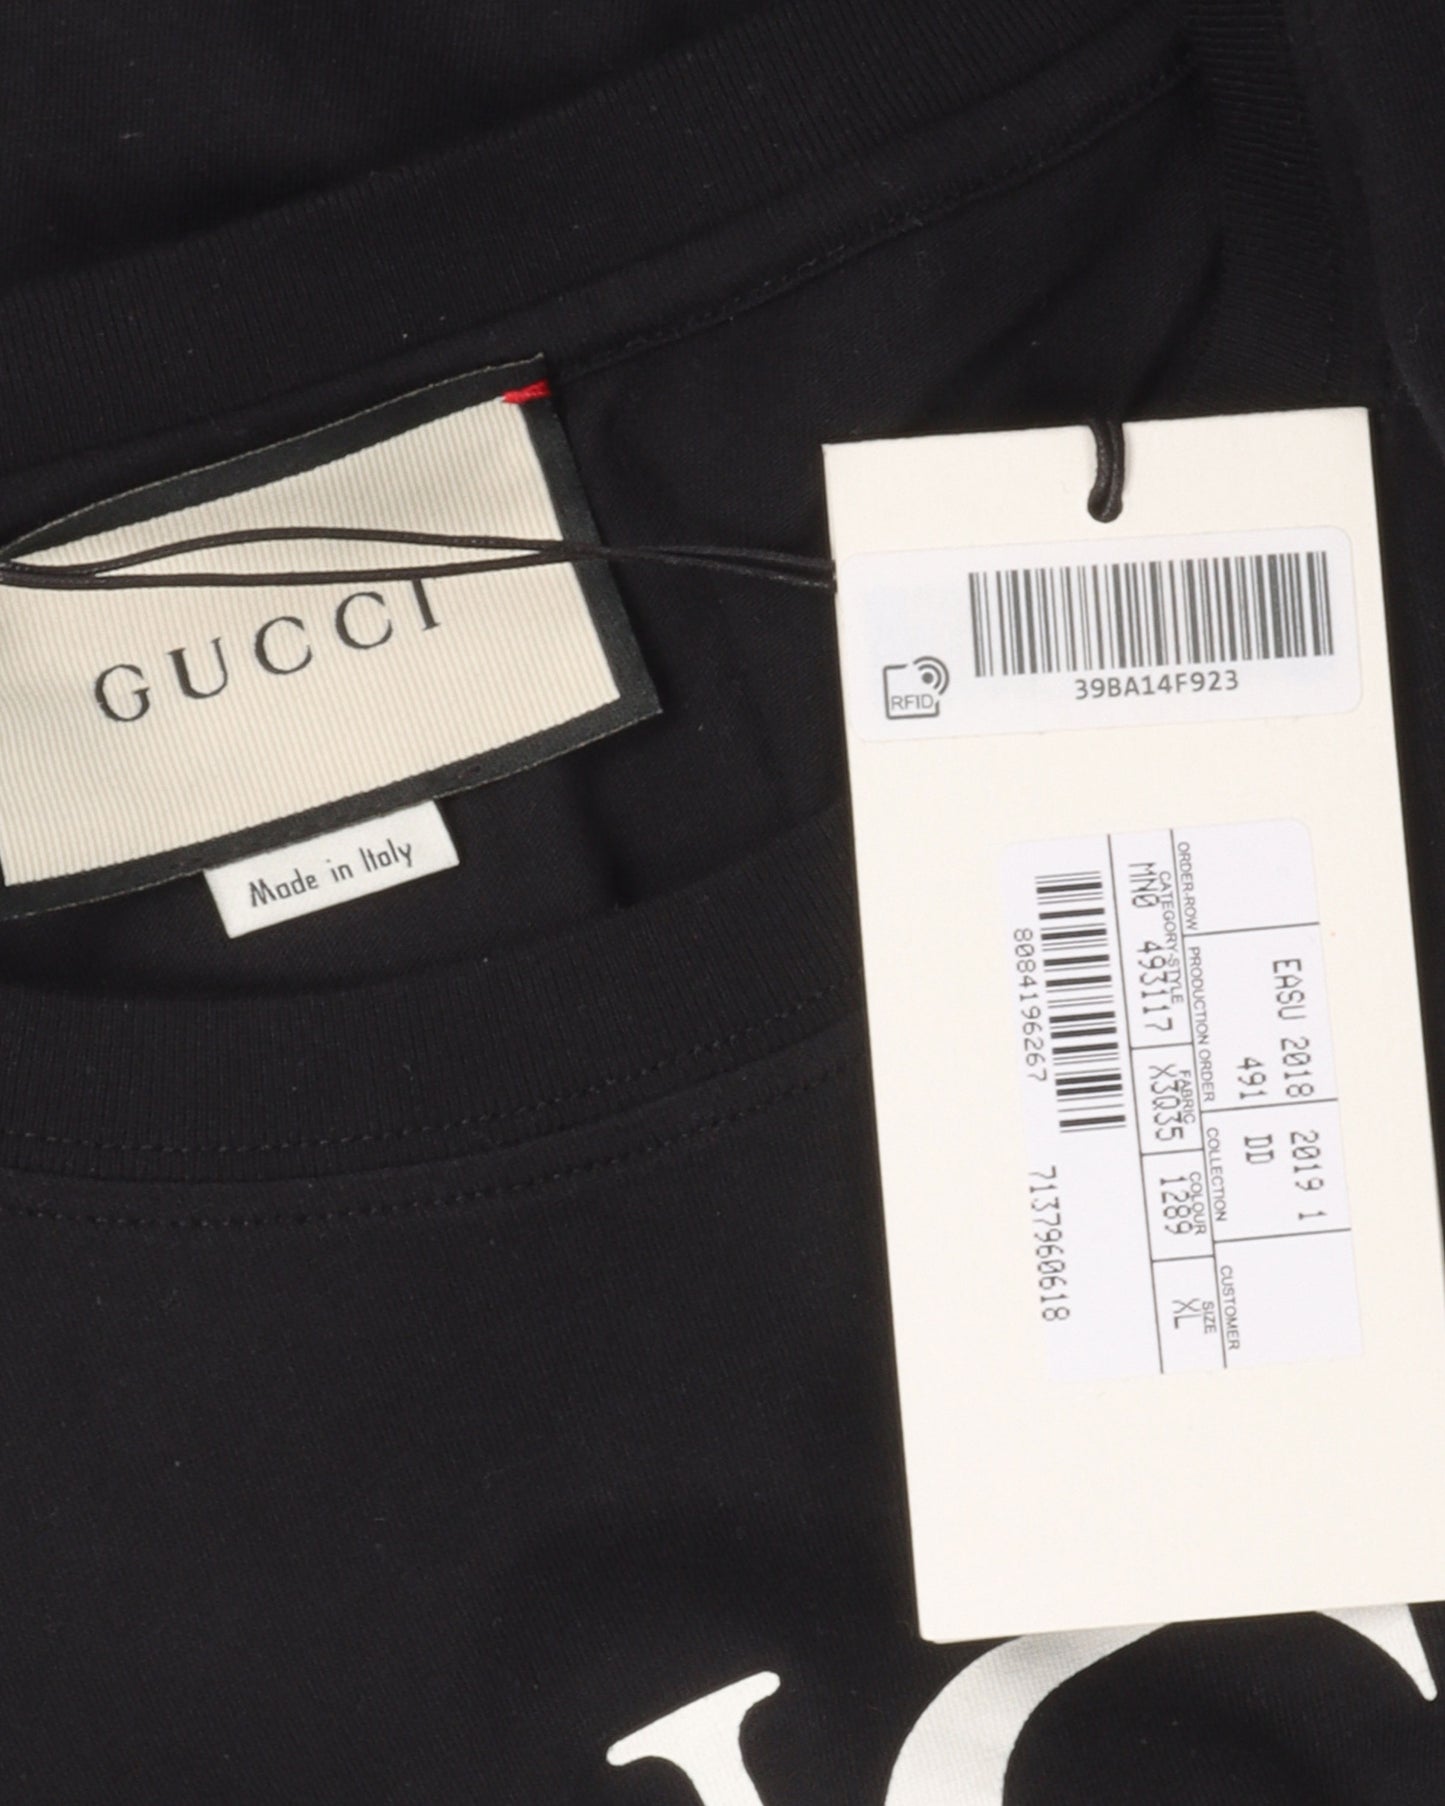 GUCCI
Made in Italy
RFID
39BA14F923
ORDER-ROW PRODUCTION ORDER COLLECTION CUSTOMER
EASU 2018 2019 1
491 DD
CATEGORY-STYLE FABRIC COLOUR SIZE
MN0 493117 X3Q35 1289 XL
8084196267
7137960618